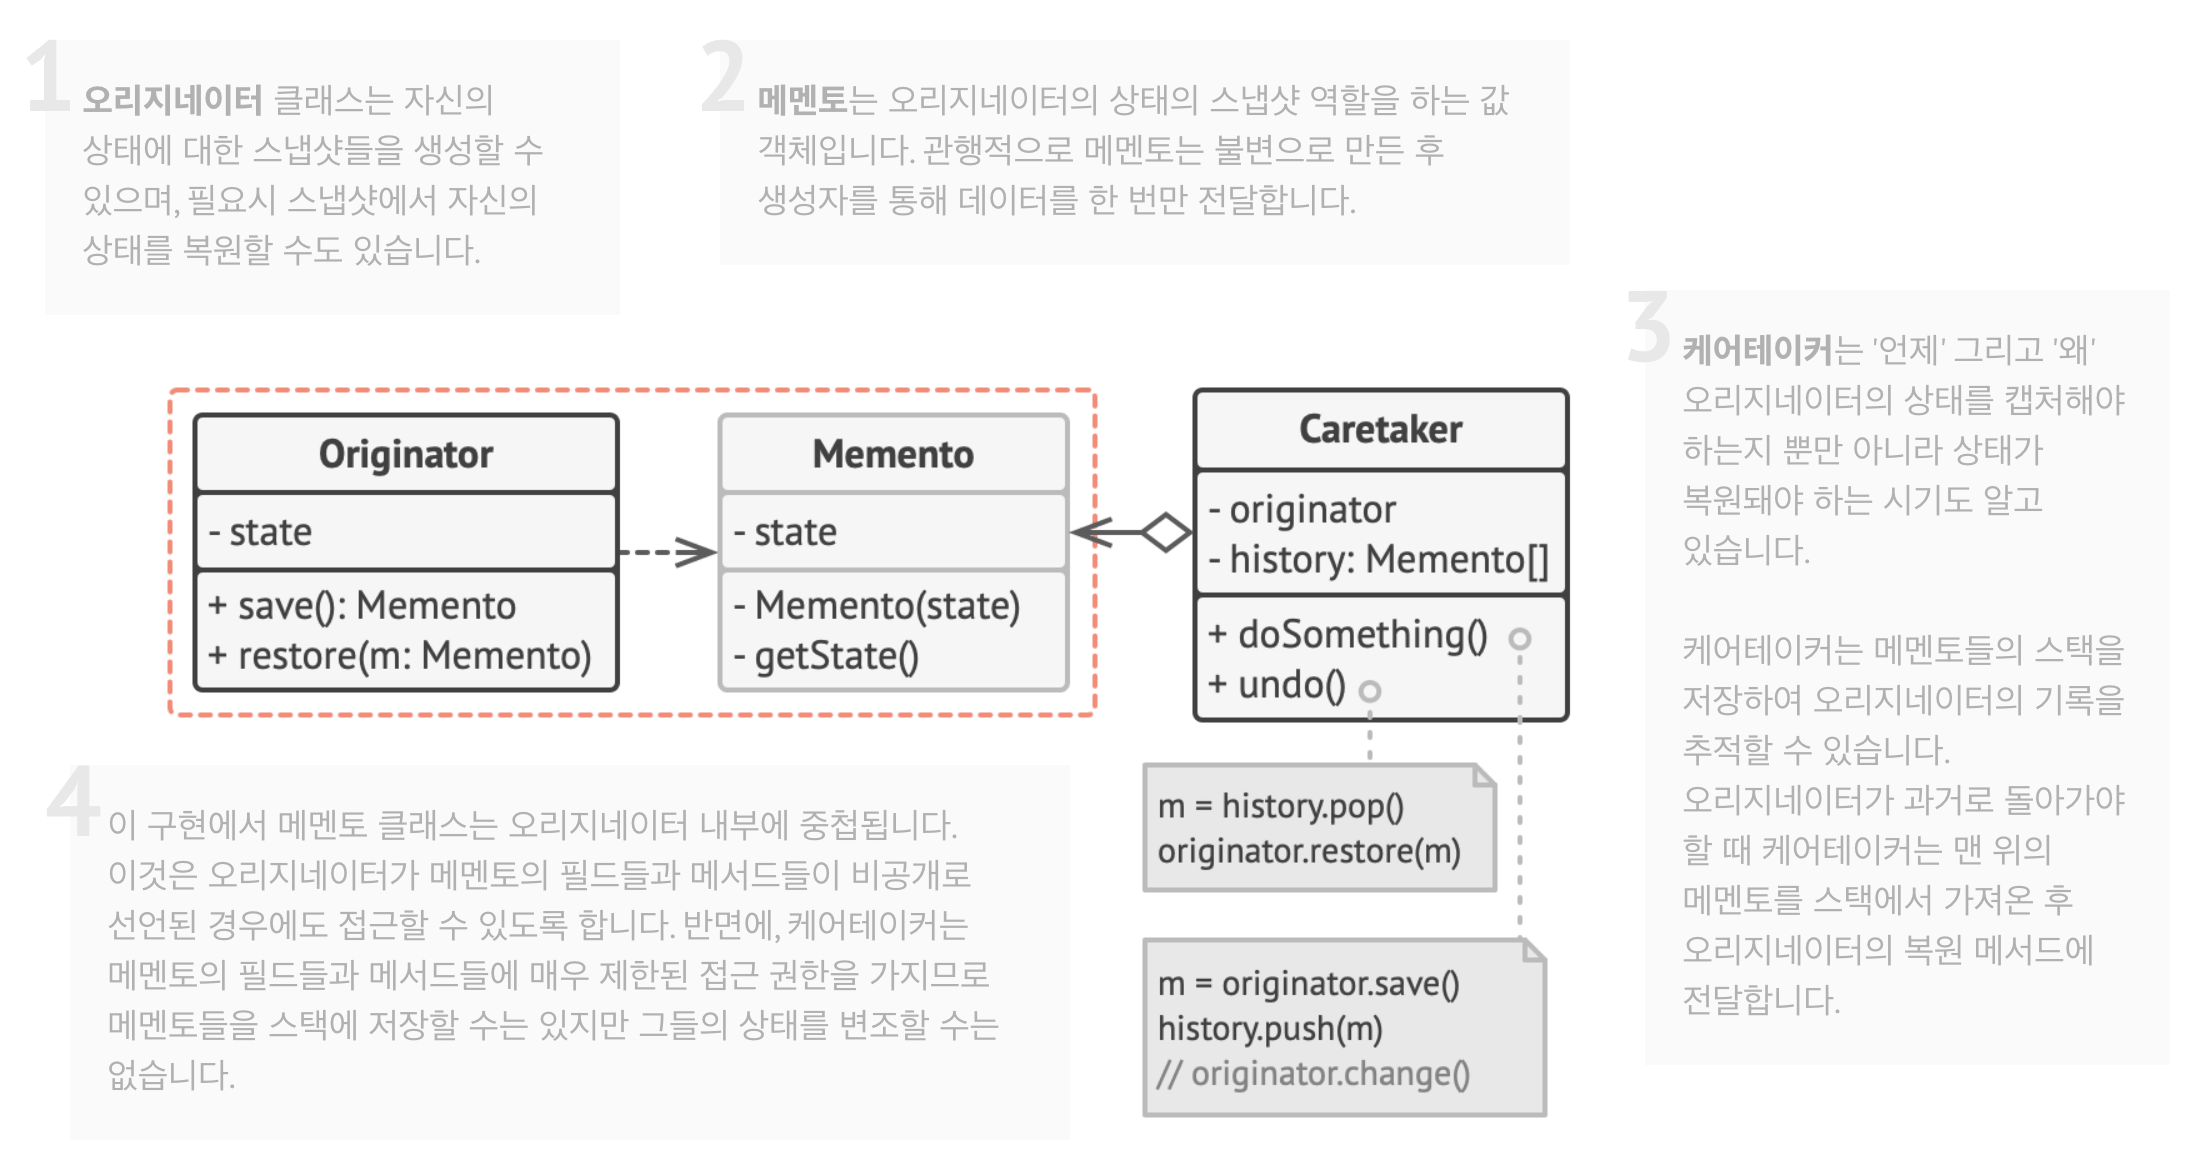 1
오리지네이터 클래스는 자신의
상태에 대한 스냅샷들을 생성할 수
있으며, 필요시 스냅샷에서 자신의
상태를 복원할 수도 있습니다.
2
메멘토는 오리지네이터의 상태의 스냅샷 역할을 하는 값
객체입니다. 관행적으로 메멘토는 불변으로 만든 후
생성자를 통해 데이터를 한 번만 전달합니다.
3
케어테이커는 '언제' 그리고 '왜'
오리지네이터의 상태를 캡처해야
하는지 뿐만 아니라 상태가
복원돼야 하는 시기도 알고
있습니다.
케어테이커는 메멘토들의 스택을
저장하여 오리지네이터의 기록을
추적할 수 있습니다.
오리지네이터가 과거로 돌아가야
할 때 케어테이커는 맨 위의
메멘토를 스택에서 가져온 후
오리지네이터의 복원 메서드에
전달합니다.
Originator
- state
+ save(): Memento
+ restore(m: Memento)
Memento
- state
- Memento(state)
- getState()
Caretaker
- originator
- history: Memento[]
+ doSomething()
+ undo()
m = history.pop()
originator.restore(m)
m = originator.save()
history.push(m)
// originator.change()
4
이 구현에서 메멘토 클래스는 오리지네이터 내부에 중첩됩니다.
이것은 오리지네이터가 메멘토의 필드들과 메서드들이 비공개로
선언된 경우에도 접근할 수 있도록 합니다. 반면에, 케어테이커는
메멘토의 필드들과 메서드들에 매우 제한된 접근 권한을 가지므로
메멘토들을 스택에 저장할 수는 있지만 그들의 상태를 변조할 수는
없습니다.